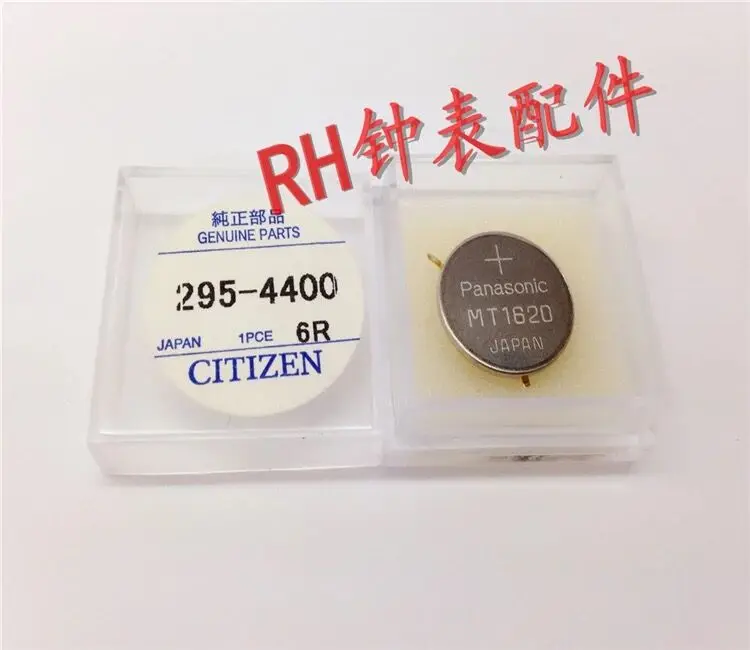 RH钟表配件
純正部品
GENUINE PARTS
295-4400
JAPAN 1PCE 6R
CITIZEN
+
Panasonic
MT1620
JAPAN